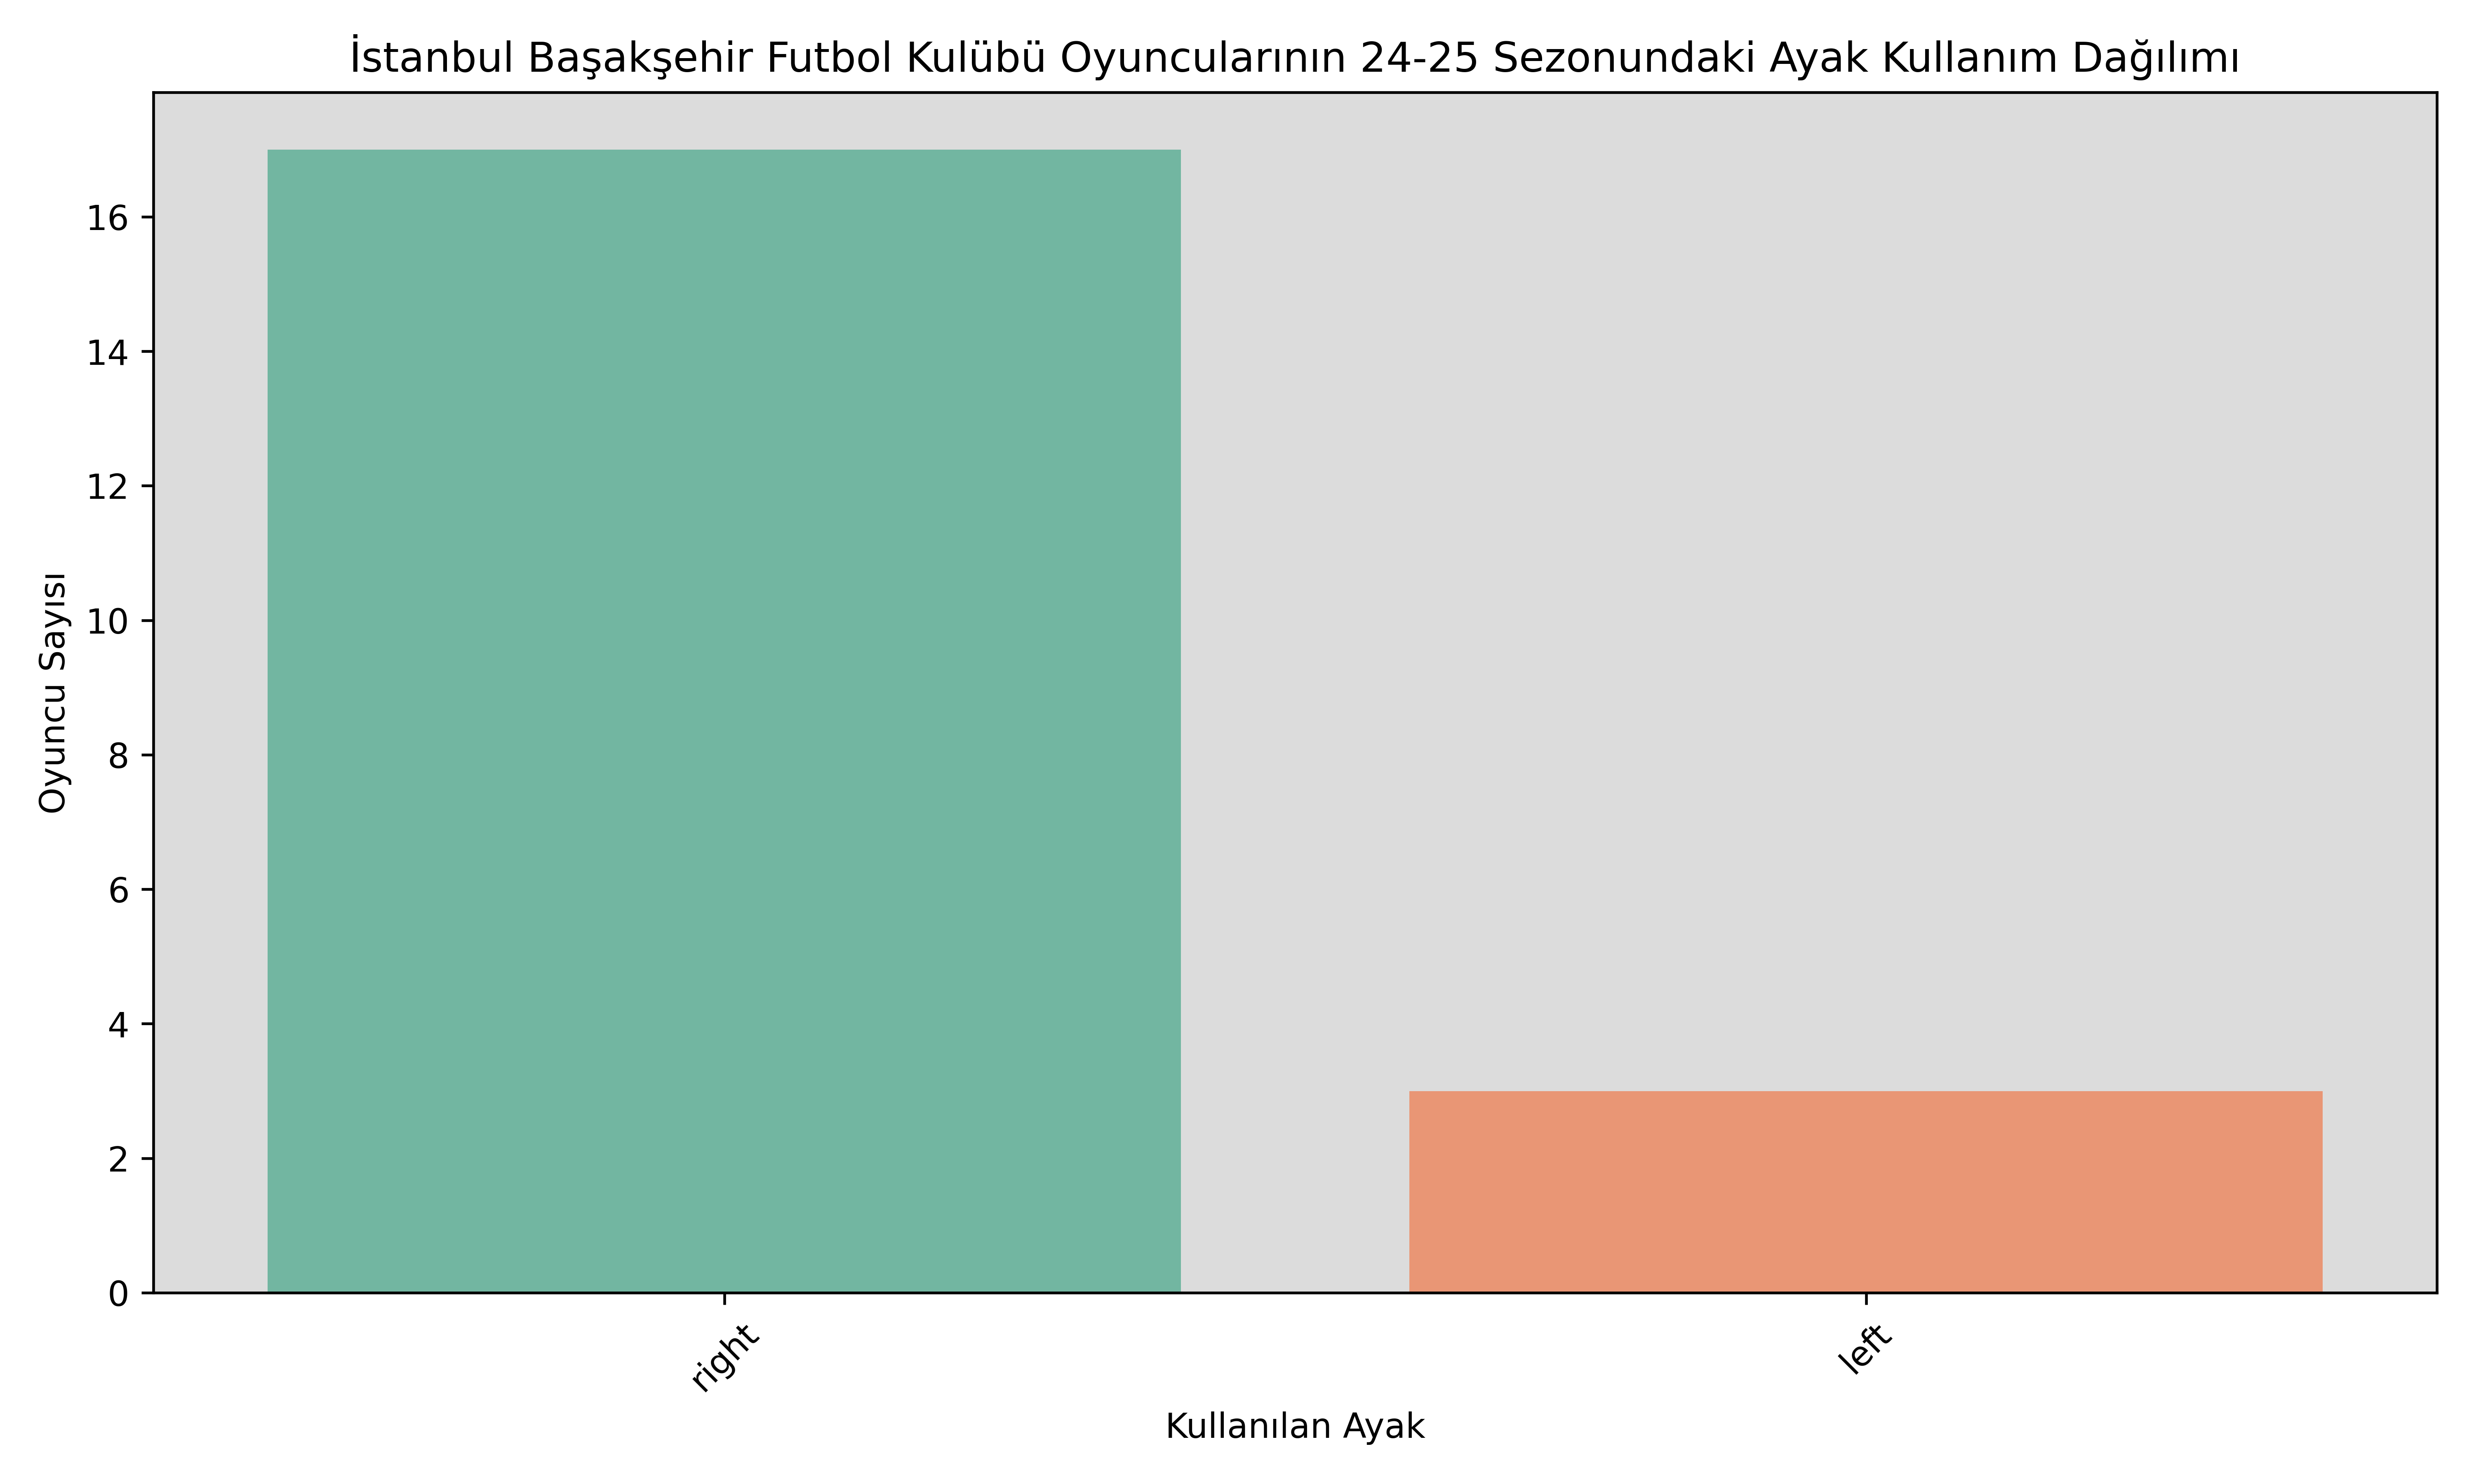 İstanbul Başakşehir Futbol Kulübü Oyuncularının 24-25 Sezonundaki Ayak Kullanım Dağılımı
Oyuncu Sayısı
16
14
12
10
8
6
4
2
0
right
left
Kullanılan Ayak